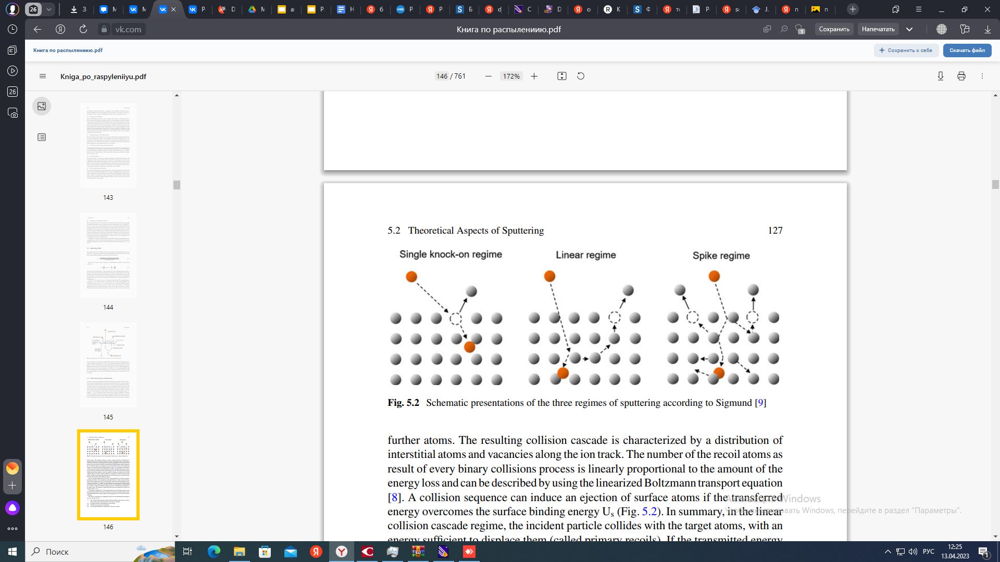 26
З
М
М
Р
D
М
а
Р
Н
б
Р
Р
Б
d
С
D
о
К
Ф
те
Р
sc
J.
п
п
vk.com
Книга по распылениию.pdf
1
Сохранить
Напечатать
Книга по распылениию.pdf
Сохранить к себе
Скачать файл
Kniga_po_raspyleniiyu.pdf
146 / 761
172%
26
143
144
145
146
5.2 Theoretical Aspects of Sputtering 127
Single knock-on regime Linear regime Spike regime
Fig. 5.2 Schematic presentations of the three regimes of sputtering according to Sigmund [9]
further atoms. The resulting collision cascade is characterized by a distribution of
interstitial atoms and vacancies along the ion track. The number of the recoil atoms as
result of every binary collisions process is linearly proportional to the amount of the
energy loss and can be described by using the linearized Boltzmann transport equation
[8]. A collision sequence can induce an ejection of surface atoms if the transferred
energy overcomes the surface binding energy Us (Fig. 5.2). In summary, in the linear
collision cascade regime, the incident particle collides with the target atoms, with an
energy sufficient to displace them (called primary recoils). If the transmitted energy
Активация Windows
Чтобы активировать Windows, перейдите в раздел "Параметры".
Поиск
РУС
12:25
13.04.2023
1